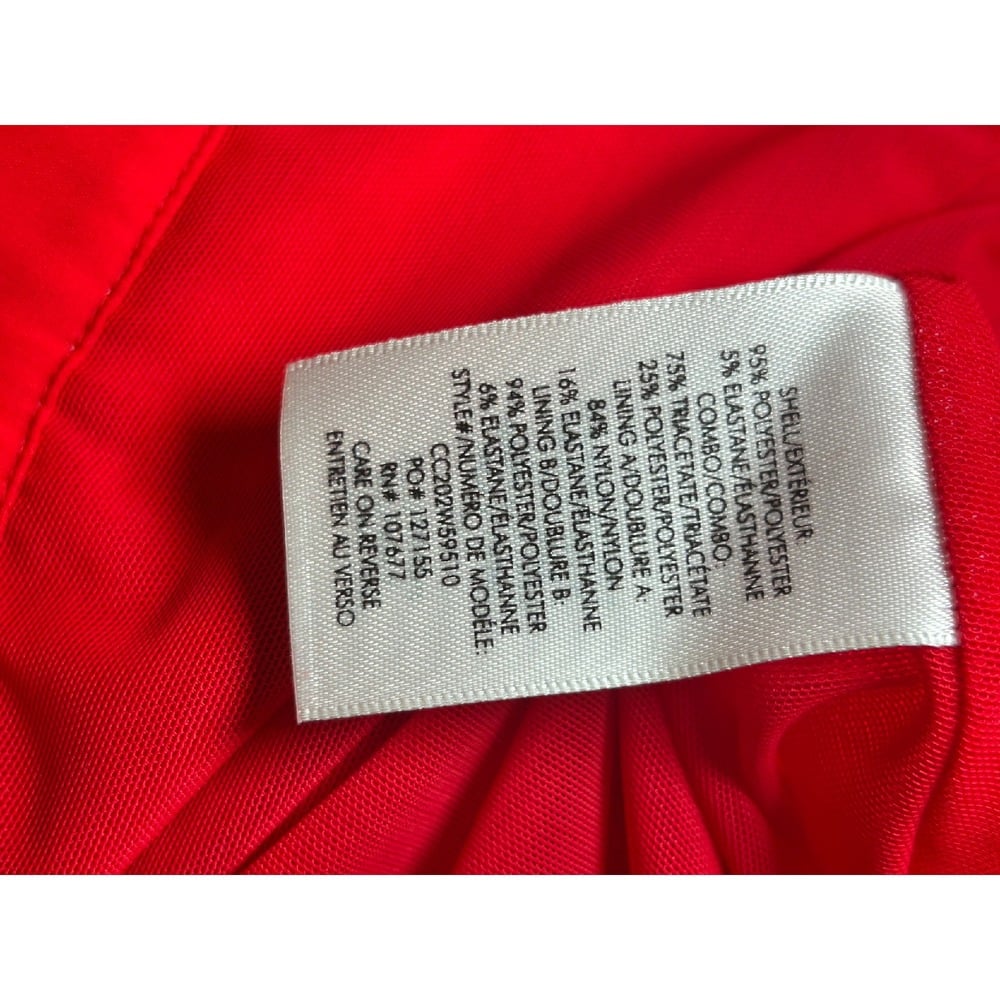 SHELL/EXTÉRIEUR
95% POLYESTER/POLYESTER
5% ELASTANE/ÉLASTHANNE
COMBO/COMBO:
75% TRIACETATE/TRIACÉTATE
25% POLYESTER/POLYESTER
LINING A/DOUBLURE A:
84% NYLON/NYLON
16% ELASTANE/ÉLASTHANNE
LINING B/DOUBLURE B:
94% POLYESTER/POLYESTER
6% ELASTANE/ÉLASTHANNE
STYLE#/NUMÉRO DE MODÈLE:
CC202W59510
PO# 127155
RN# 107677
CARE ON REVERSE
ENTRETIEN AU VERSO